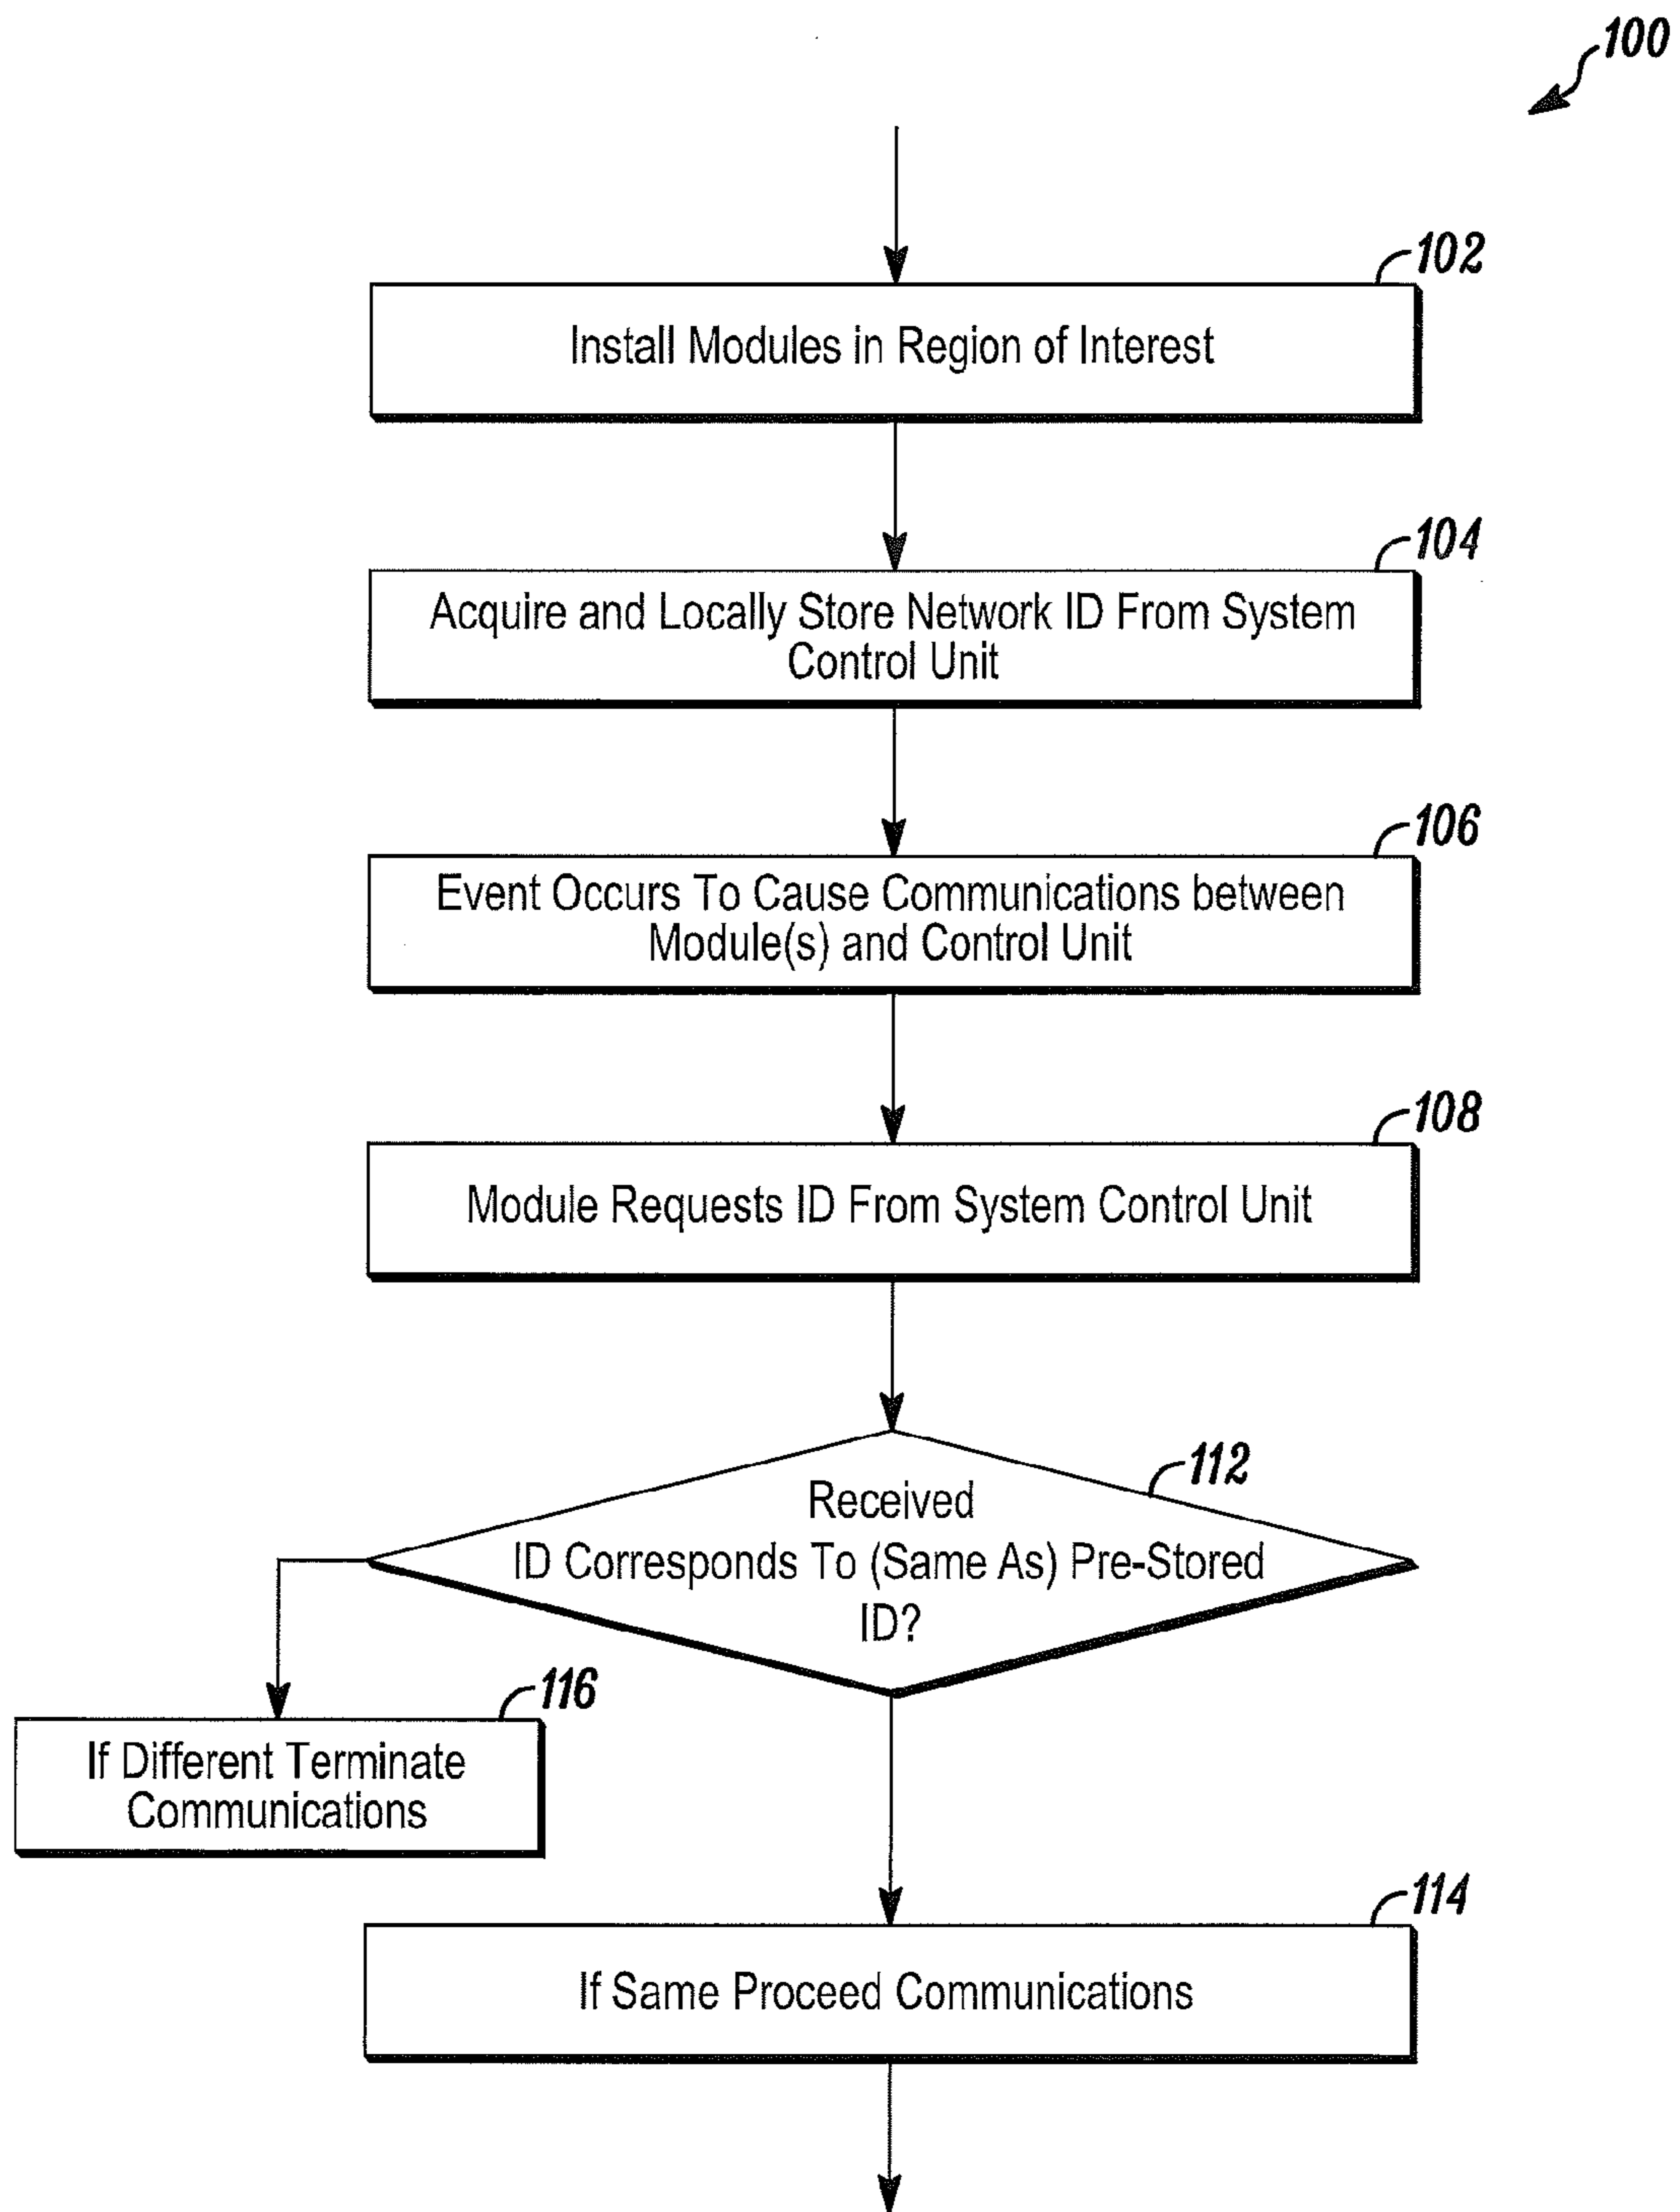 100
102
Install Modules in Region of Interest
104
Acquire and Locally Store Network ID From System
Control Unit
106
Event Occurs To Cause Communications between
Module(s) and Control Unit
108
Module Requests ID From System Control Unit
112
Received
ID Corresponds To (Same As) Pre-Stored
ID?
116
If Different Terminate
Communications
114
If Same Proceed Communications